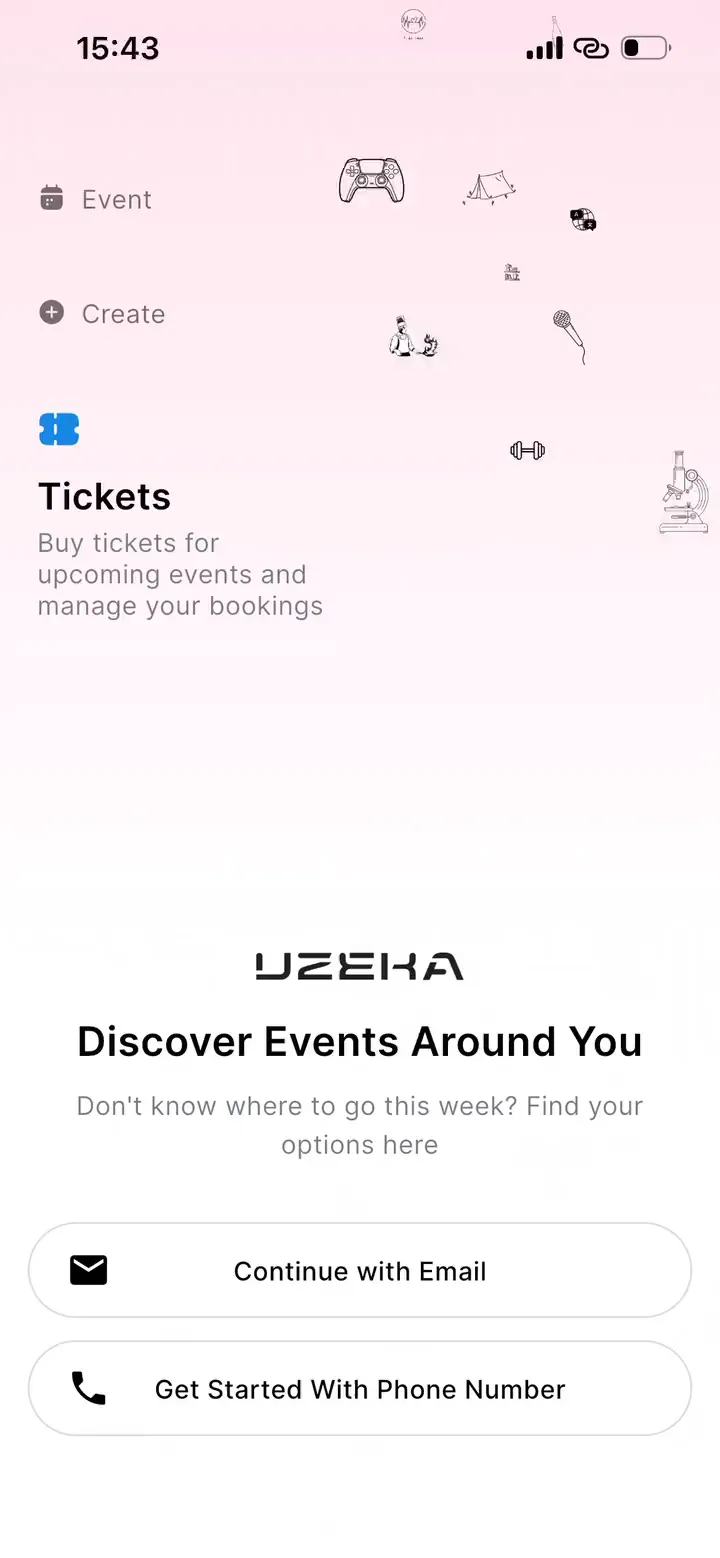 15:43
Event
Create
Tickets
Buy tickets for
upcoming events and
manage your bookings
UZEKA
Discover Events Around You
Don't know where to go this week? Find your
options here
Continue with Email
Get Started With Phone Number